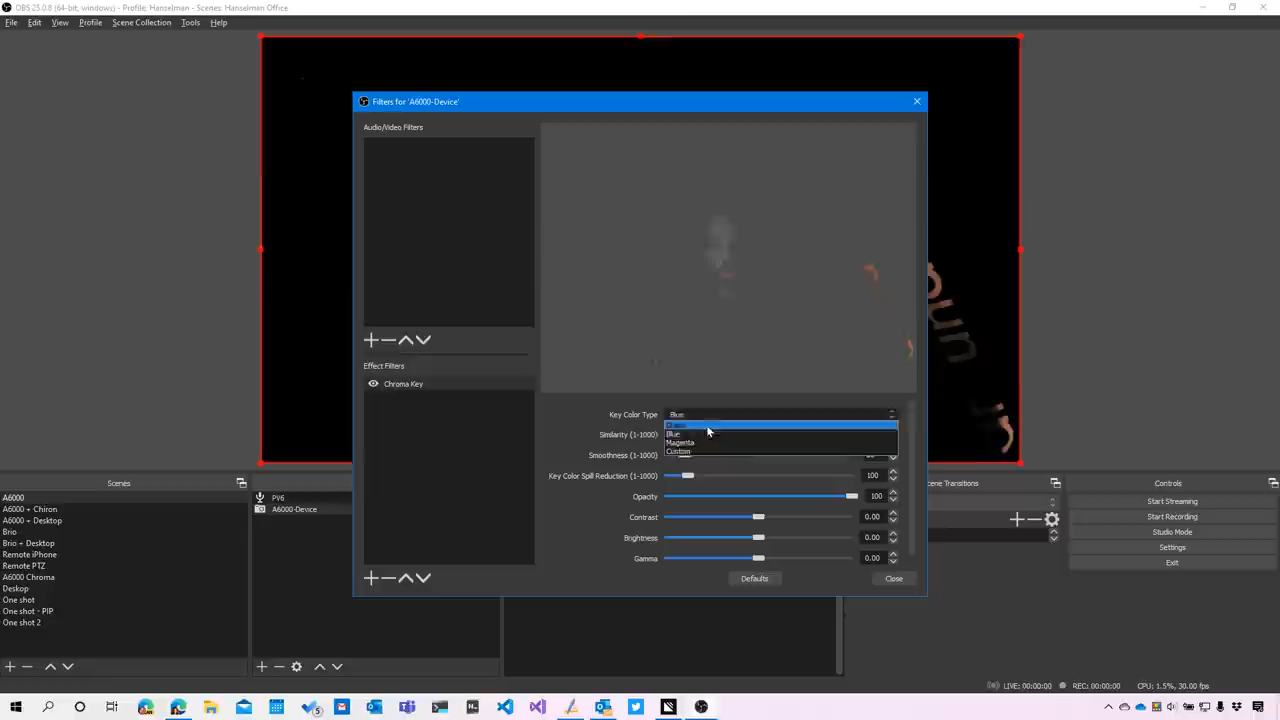 OBS 25.0.8 (64-bit, windows) - Profile: Hanselman - Scenes: Hanselman Office
File Edit View Profile Scene Collection Tools Help
Filters for 'A6000-Device'
Audio/Video Filters
Effect Filters
Chroma Key
Key Color Type Blue
Blue
Magenta
Custom
Similarity (1-1000)
Smoothness (1-1000)
Key Color Spill Reduction (1-1000) 100
Opacity 100
Contrast 0.00
Brightness 0.00
Gamma 0.00
Defaults Close
Scenes
A6000
A6000 + Chiron
A6000 + Desktop
Brio
Brio + Desktop
Remote iPhone
Remote PTZ
A6000 Chroma
Deskop
One shot
One shot - PIP
One shot 2
PV6
A6000-Device
cene Transitions
Controls
Start Streaming
Start Recording
Studio Mode
Settings
Exit
LIVE: 00:00:00 REC: 00:00:00 CPU: 1.5%, 30.00 fps